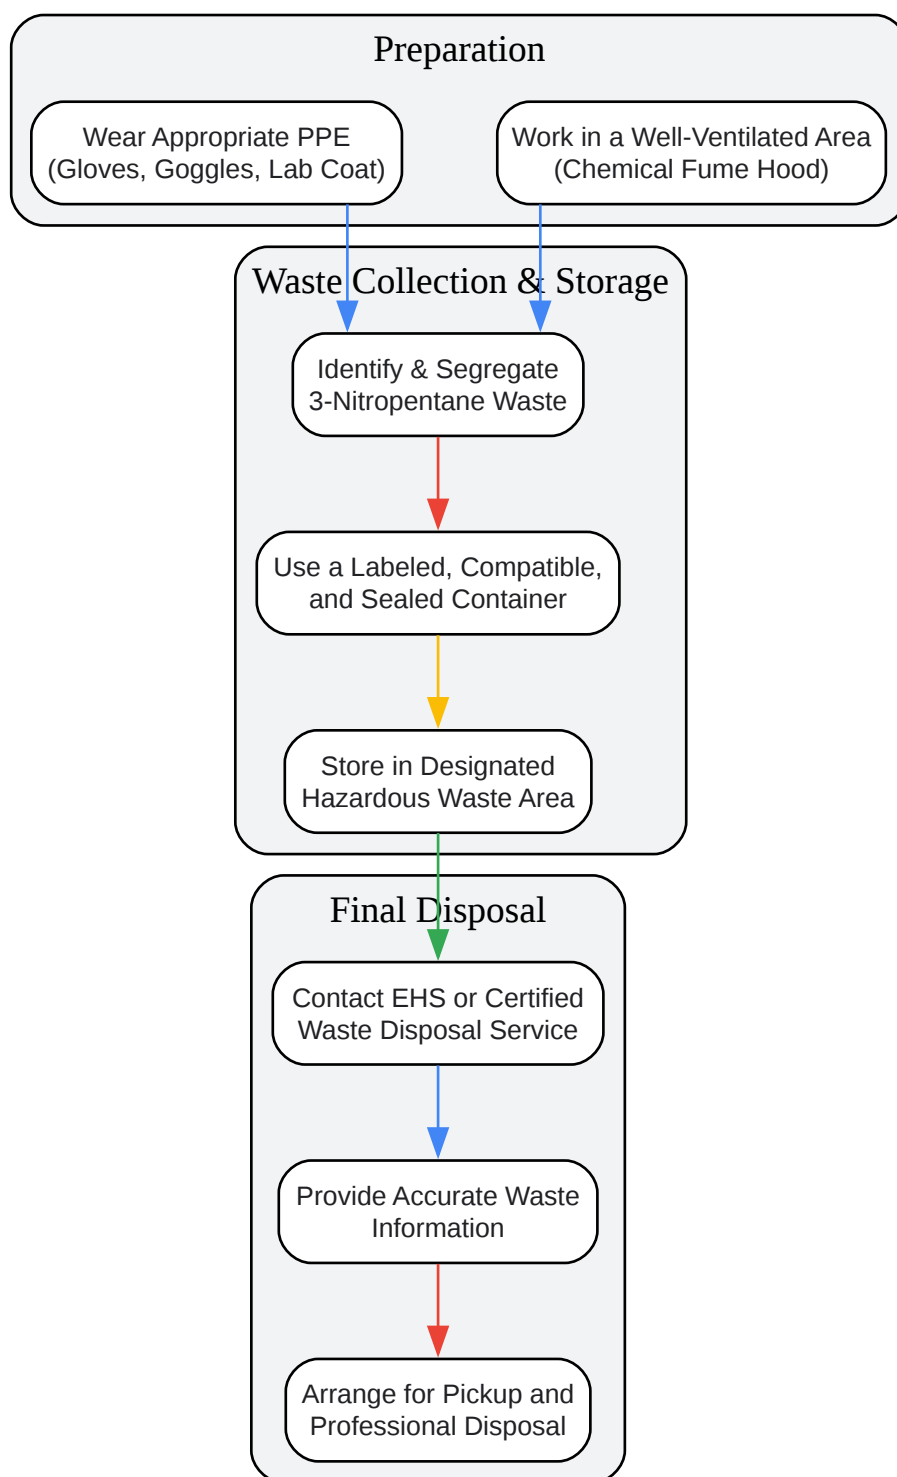 Preparation
Wear Appropriate PPE
(Gloves, Goggles, Lab Coat)
Work in a Well-Ventilated Area
(Chemical Fume Hood)
Waste Collection & Storage
Identify & Segregate
3-Nitropentane Waste
Use a Labeled, Compatible,
and Sealed Container
Store in Designated
Hazardous Waste Area
Final Disposal
Contact EHS or Certified
Waste Disposal Service
Provide Accurate Waste
Information
Arrange for Pickup and
Professional Disposal